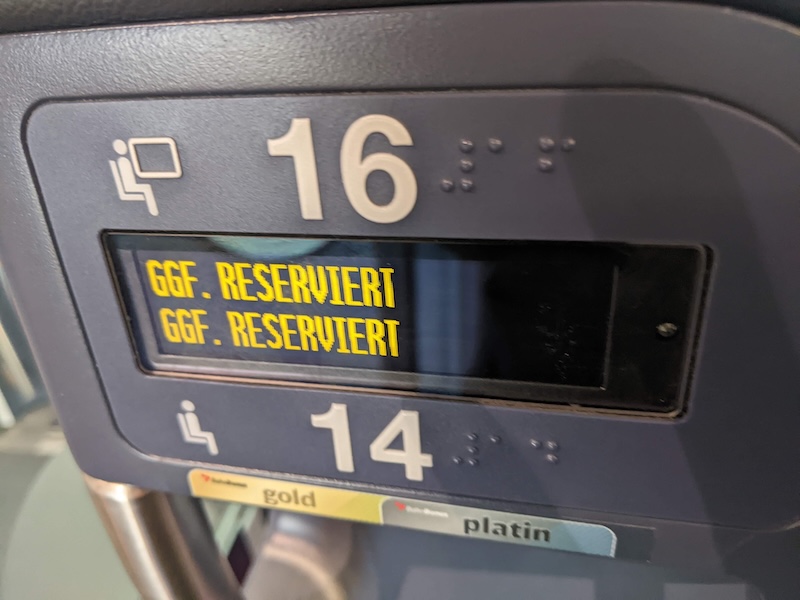 16
GGF. RESERVIERT
GGF. RESERVIERT
14
gold
platin